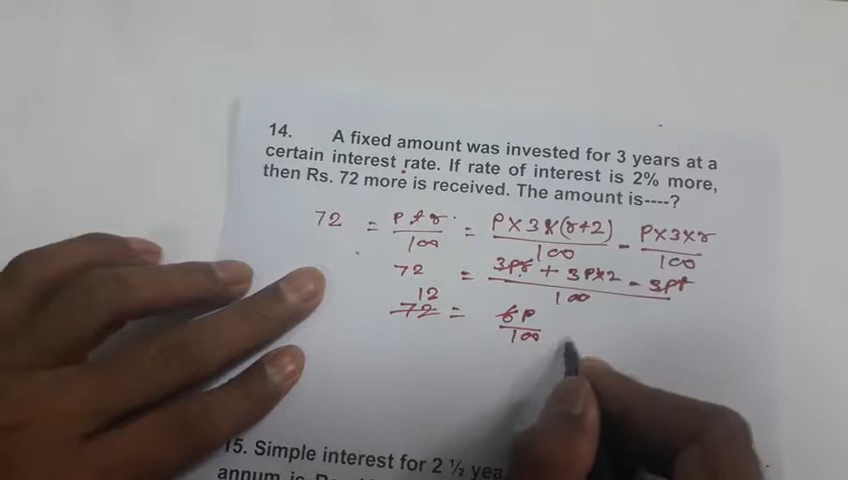 14. A fixed amount was invested for 3 years at a
certain interest rate. If rate of interest is 2% more,
then Rs. 72 more is received. The amount is----?
72 = P t r / 100 = P×3×(r+2) / 100 - P×3×r / 100
72 = 3pr + 3P×2 - 3pr / 100
12
72 = 6P / 100
15. Simple interest for 2 ½
annum is